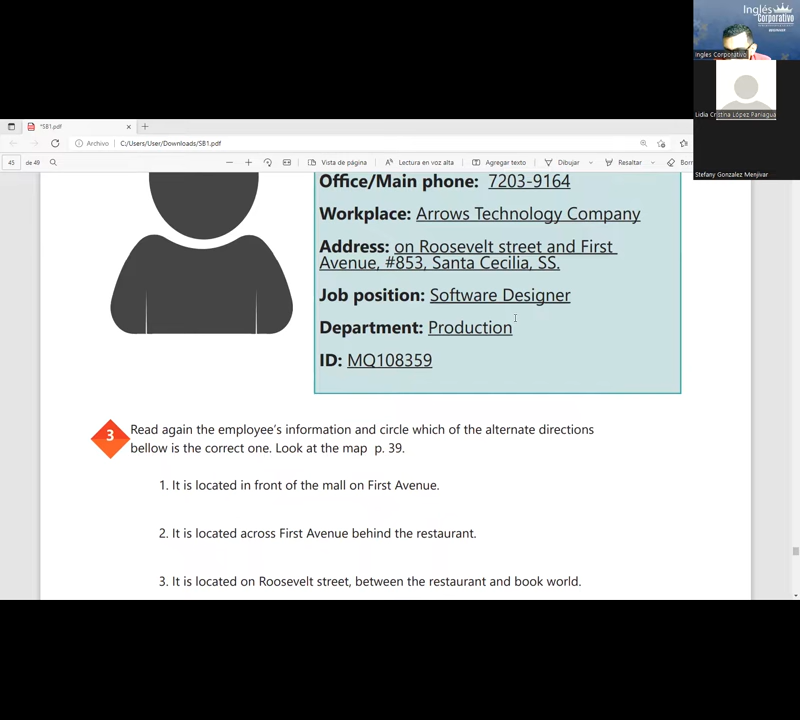 Inglés
Corporativo
BEGINNER
Ingles Corporativo
Lidia Cristina López Paniagua
Stefany Gonzalez Menjivar
*SB1.pdf
Archivo C:/Users/User/Downloads/SB1.pdf
45 de 49 Vista de página Lectura en voz alta Agregar texto Dibujar Resaltar Borr
Office/Main phone: 7203-9164
Workplace: Arrows Technology Company
Address: on Roosevelt street and First
Avenue, #853, Santa Cecilia, SS.
Job position: Software Designer
Department: Production
ID: MQ108359
3 Read again the employee's information and circle which of the alternate directions
bellow is the correct one. Look at the map p. 39.
1. It is located in front of the mall on First Avenue.
2. It is located across First Avenue behind the restaurant.
3. It is located on Roosevelt street, between the restaurant and book world.